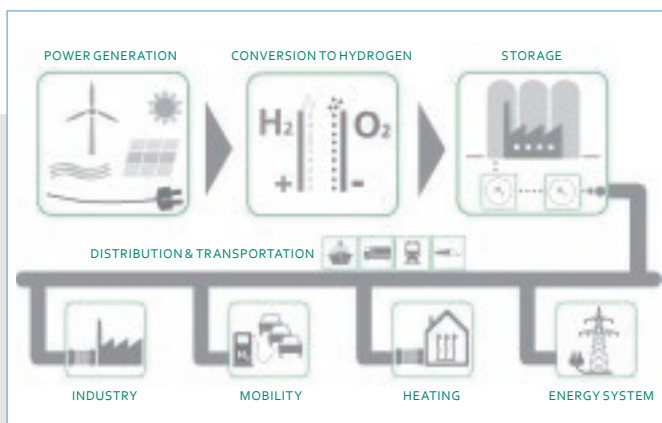 POWER GENERATION
CONVERSION TO HYDROGEN
STORAGE
H₂
O₂
+
-
DISTRIBUTION & TRANSPORTATION
INDUSTRY
MOBILITY
HEATING
ENERGY SYSTEM